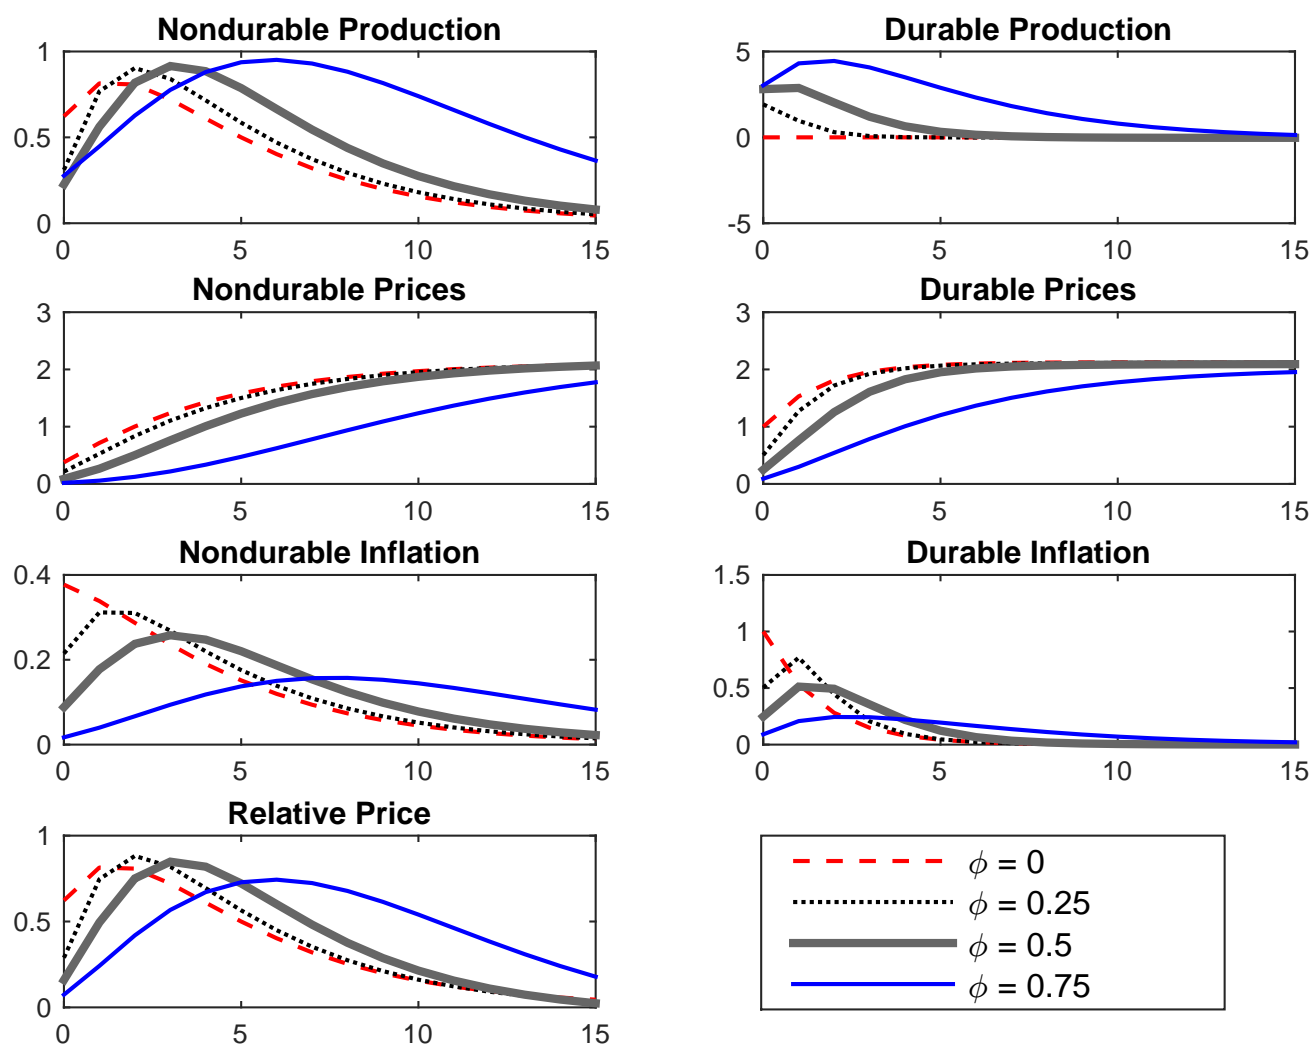 Nondurable Production
1
0.5
0
0 5 10 15
Durable Production
5
0
-5
0 5 10 15
Nondurable Prices
3
2
1
0
0 5 10 15
Durable Prices
3
2
1
0
0 5 10 15
Nondurable Inflation
0.4
0.2
0
0 5 10 15
Durable Inflation
1.5
1
0.5
0
0 5 10 15
Relative Price
1
0.5
0
0 5 10 15
ϕ = 0
ϕ = 0.25
ϕ = 0.5
ϕ = 0.75